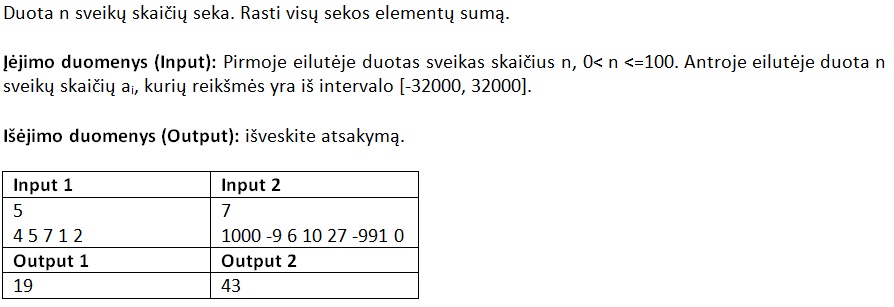 Duota n sveikų skaičių seka. Rasti visų sekos elementų sumą.
Įėjimo duomenys (Input): Pirmoje eilutėje duotas sveikas skaičius n, 0< n <=100. Antroje eilutėje duota n
sveikų skaičių ai, kurių reikšmės yra iš intervalo [-32000, 32000].
Išėjimo duomenys (Output): išveskite atsakymą.
Input 1 Input 2
5 7
4 5 7 1 2 1000 -9 6 10 27 -991 0
Output 1 Output 2
19 43